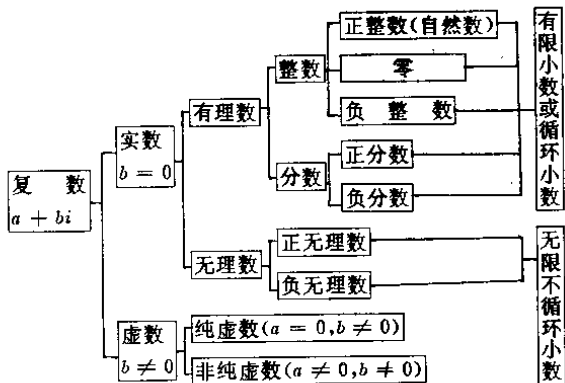 复 数
a + bi
实数
b = 0
虚数
b ≠ 0
有理数
无理数
纯虚数(a = 0, b ≠ 0)
非纯虚数(a ≠ 0, b ≠ 0)
整数
分数
正无理数
负无理数
正整数(自然数)
零
负 整 数
正分数
负分数
有限小数或循环小数
无限不循环小数